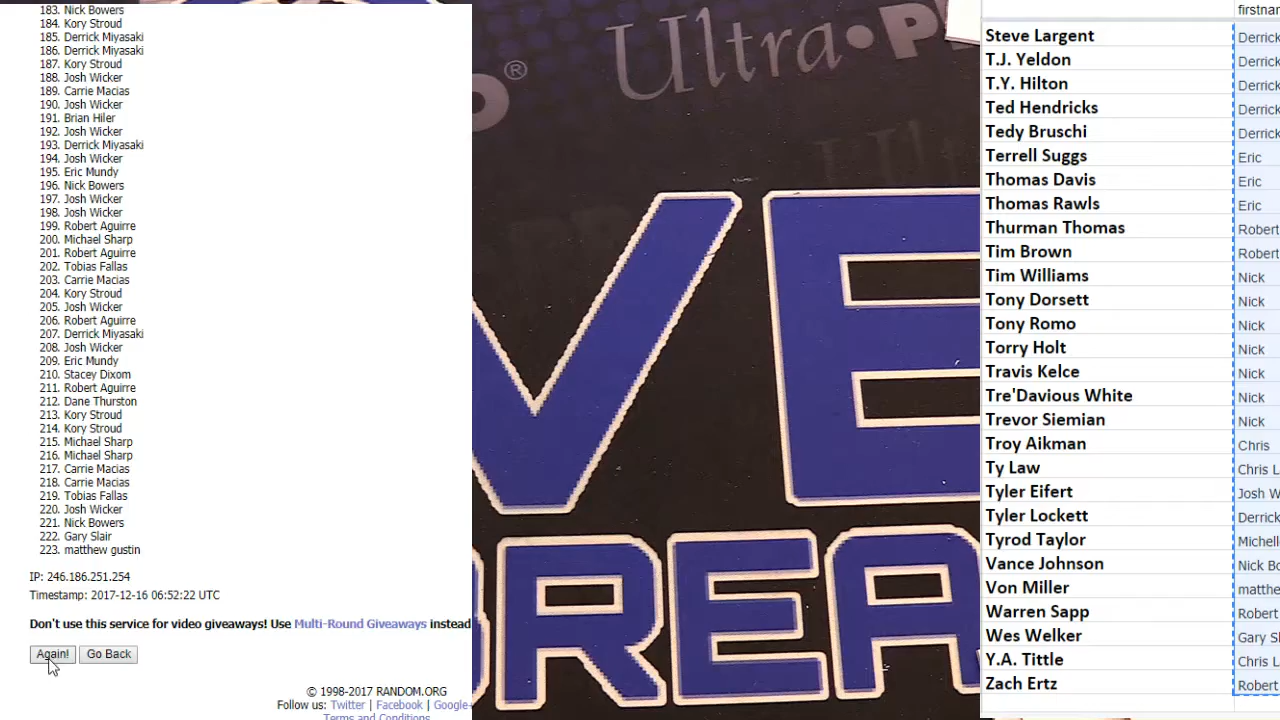 183. Nick Bowers
184. Kory Stroud
185. Derrick Miyasaki
186. Derrick Miyasaki
187. Kory Stroud
188. Josh Wicker
189. Carrie Macias
190. Josh Wicker
191. Brian Hiler
192. Josh Wicker
193. Derrick Miyasaki
194. Josh Wicker
195. Eric Mundy
196. Nick Bowers
197. Josh Wicker
198. Josh Wicker
199. Robert Aguirre
200. Michael Sharp
201. Robert Aguirre
202. Tobias Fallas
203. Carrie Macias
204. Kory Stroud
205. Josh Wicker
206. Robert Aguirre
207. Derrick Miyasaki
208. Josh Wicker
209. Eric Mundy
210. Stacey Dixom
211. Robert Aguirre
212. Dane Thurston
213. Kory Stroud
214. Kory Stroud
215. Michael Sharp
216. Michael Sharp
217. Carrie Macias
218. Carrie Macias
219. Tobias Fallas
220. Josh Wicker
221. Nick Bowers
222. Gary Slair
223. matthew gustin
IP: 246.186.251.254
Timestamp: 2017-12-16 06:52:22 UTC
Don't use this service for video giveaways! Use Multi-Round Giveaways instead
Again! Go Back
© 1998-2017 RANDOM.ORG
Follow us: Twitter | Facebook | Google+
Terms and Conditions
O® Ultra•P
VE
REA
firstnar
Steve Largent Derrick
T.J. Yeldon Derrick
T.Y. Hilton Derrick
Ted Hendricks Derrick
Tedy Bruschi Derrick
Terrell Suggs Eric
Thomas Davis Eric
Thomas Rawls Eric
Thurman Thomas Robert
Tim Brown Robert
Tim Williams Nick
Tony Dorsett Nick
Tony Romo Nick
Torry Holt Nick
Travis Kelce Nick
Tre'Davious White Nick
Trevor Siemian Nick
Troy Aikman Chris
Ty Law Chris L
Tyler Eifert Josh W
Tyler Lockett Derrick
Tyrod Taylor Michelle
Vance Johnson Nick Bo
Von Miller matthe
Warren Sapp Robert
Wes Welker Gary Sl
Y.A. Tittle Chris L
Zach Ertz Robert